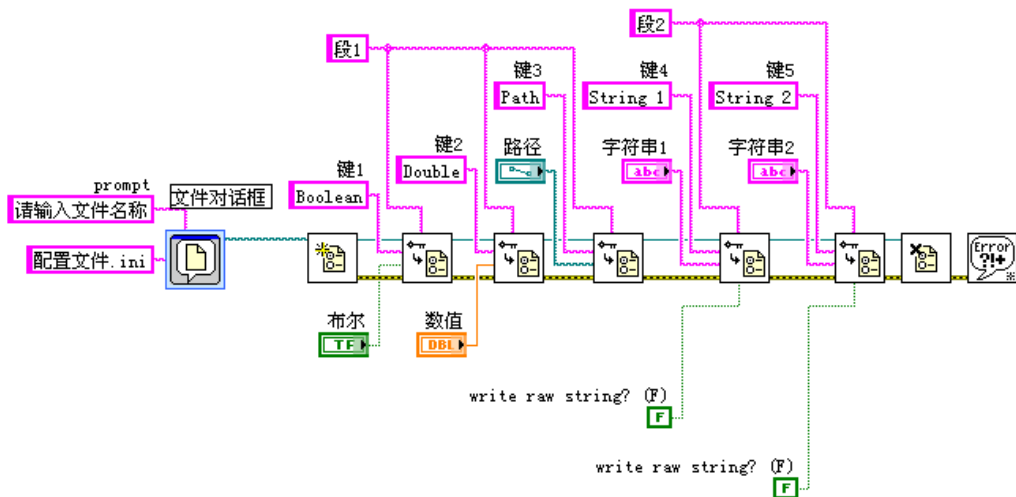 段1
段2
键3
Path
键4
String 1
键5
String 2
键2
Double
路径
字符串1
abc
字符串2
abc
键1
Boolean
prompt
请输入文件名称
文件对话框
配置文件.ini
Error
?!+
布尔
TF
数值
DBL
write raw string? (F)
F
write raw string? (F)
F